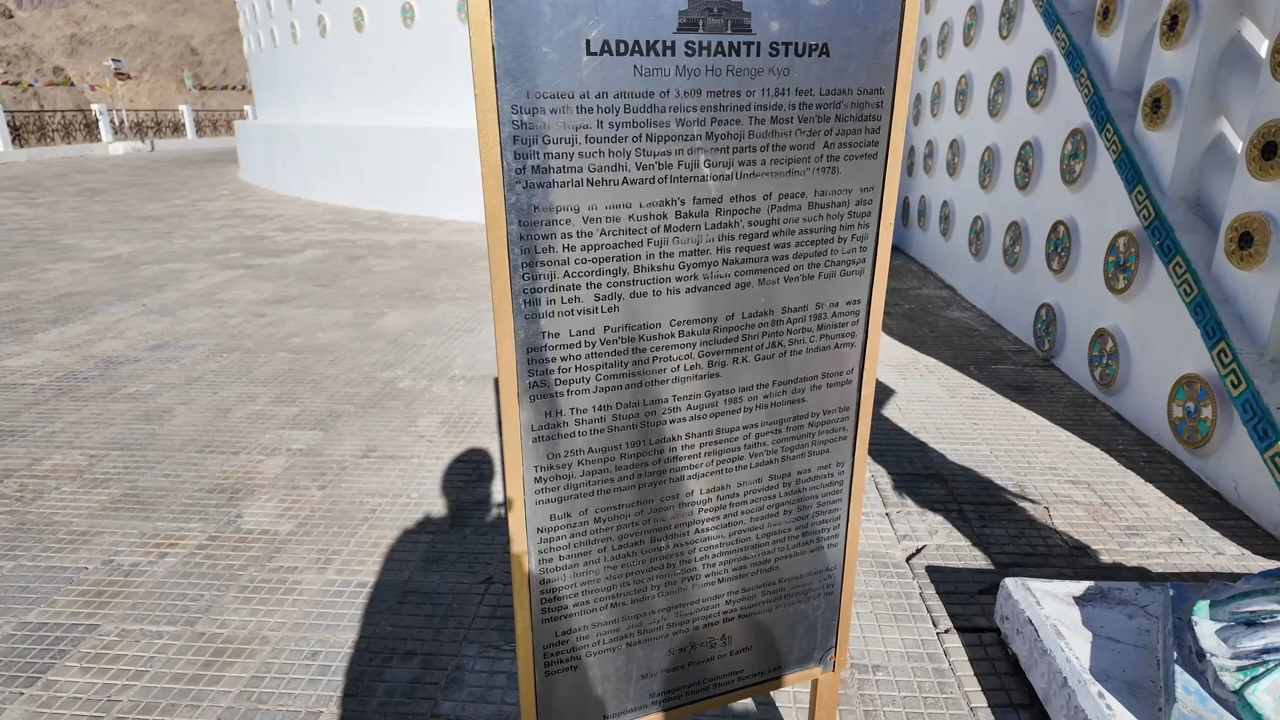 LADAKH SHANTI STUPA
Namu Myo Ho Renge Kyo
Located at an altitude of 3,609 metres or 11,841 feet, Ladakh Shanti
Stupa with the holy Buddha relics enshrined inside, is the world's highest
Shanti Stupa. It symbolises World Peace. The Most Ven'ble Nichidatsu
Fujii Guruji, founder of Nipponzan Myohoji Buddhist Order of Japan had
built many such holy Stupas in different parts of the world. An associate
of Mahatma Gandhi, Ven'ble Fujii Guruji was a recipient of the coveted
"Jawaharlal Nehru Award of International Understanding" (1978).
Keeping in mind Ladakh's famed ethos of peace, harmony and
tolerance, Ven'ble Kushok Bakula Rinpoche (Padma Bhushan) also
known as the 'Architect of Modern Ladakh', sought one such holy Stupa
in Leh. He approached Fujii Guruji in this regard while assuring him his
personal co-operation in the matter. His request was accepted by Fujii
Guruji. Accordingly, Bhikshu Gyomyo Nakamura was deputed to Leh to
coordinate the construction work which commenced on the Changspa
Hill in Leh. Sadly, due to his advanced age, Most Ven'ble Fujii Guruji
could not visit Leh
The Land Purification Ceremony of Ladakh Shanti Stupa was
performed by Ven'ble Kushok Bakula Rinpoche on 8th April 1983. Among
those who attended the ceremony included Shri Pinto Norbu, Minister of
State for Hospitality and Protocol, Government of J&K, Shri. C. Phunsog,
IAS, Deputy Commissioner of Leh, Brig. R.K. Gaur of the Indian Army,
guests from Japan and other dignitaries.
H.H. The 14th Dalai Lama Tenzin Gyatso laid the Foundation Stone of
Ladakh Shanti Stupa on 25th August 1985 on which day the temple
attached to the Shanti Stupa was also opened by His Holiness.
On 25th August 1991 Ladakh Shanti Stupa was inaugurated by Ven'ble
Thiksey Khenpo Rinpoche in the presence of guests from Nipponzan
Myohoji, Japan, leaders of different religious faiths, community leaders,
other dignitaries and a large number of people. Ven'ble Togdan Rinpoche
inaugurated the main prayer hall adjacent to the Ladakh Shanti Stupa.
Bulk of construction cost of Ladakh Shanti Stupa was met by
Nipponzan Myohoji of Japan through funds provided by Buddhists in
Japan and other parts of the world. People from across Ladakh including
school children, government employees and social organizations under
the banner of Ladakh Buddhist Association, headed by Shri Sonam
Stobdan and Ladakh Gonpa Association, provided free labour (Shram-
daan) during the entire process of construction. Logistics and material
support were also provided by the Leh administration and the Ministry of
Defence through its local formation. The approach road to Ladakh Shanti
Stupa was constructed by the PWD which was made possible with the
intervention of Mrs. Indira Gandhi, Prime Minister of India.
Ladakh Shanti Stupa is registered under the Societies Registration Act
under the name and style Nipponzan Myohoji Shanti Stupa
Execution of Ladakh Shanti Stupa project was supervised throughout by
Bhikshu Gyomyo Nakamura who is also the founding President of the
Society.
May Peace Prevail on Earth!
Management Committee
Nipponzan Myohoji Shanti Stupa Society, Leh